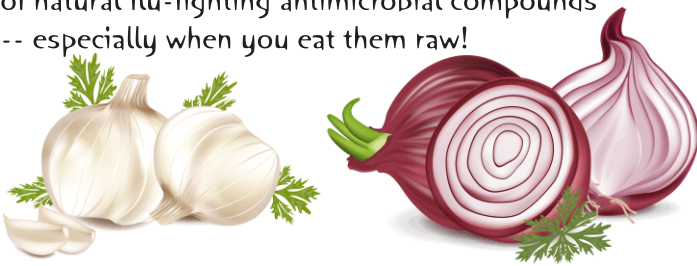 of natural flu-fighting antimicrobial compounds
-- especially when you eat them raw!